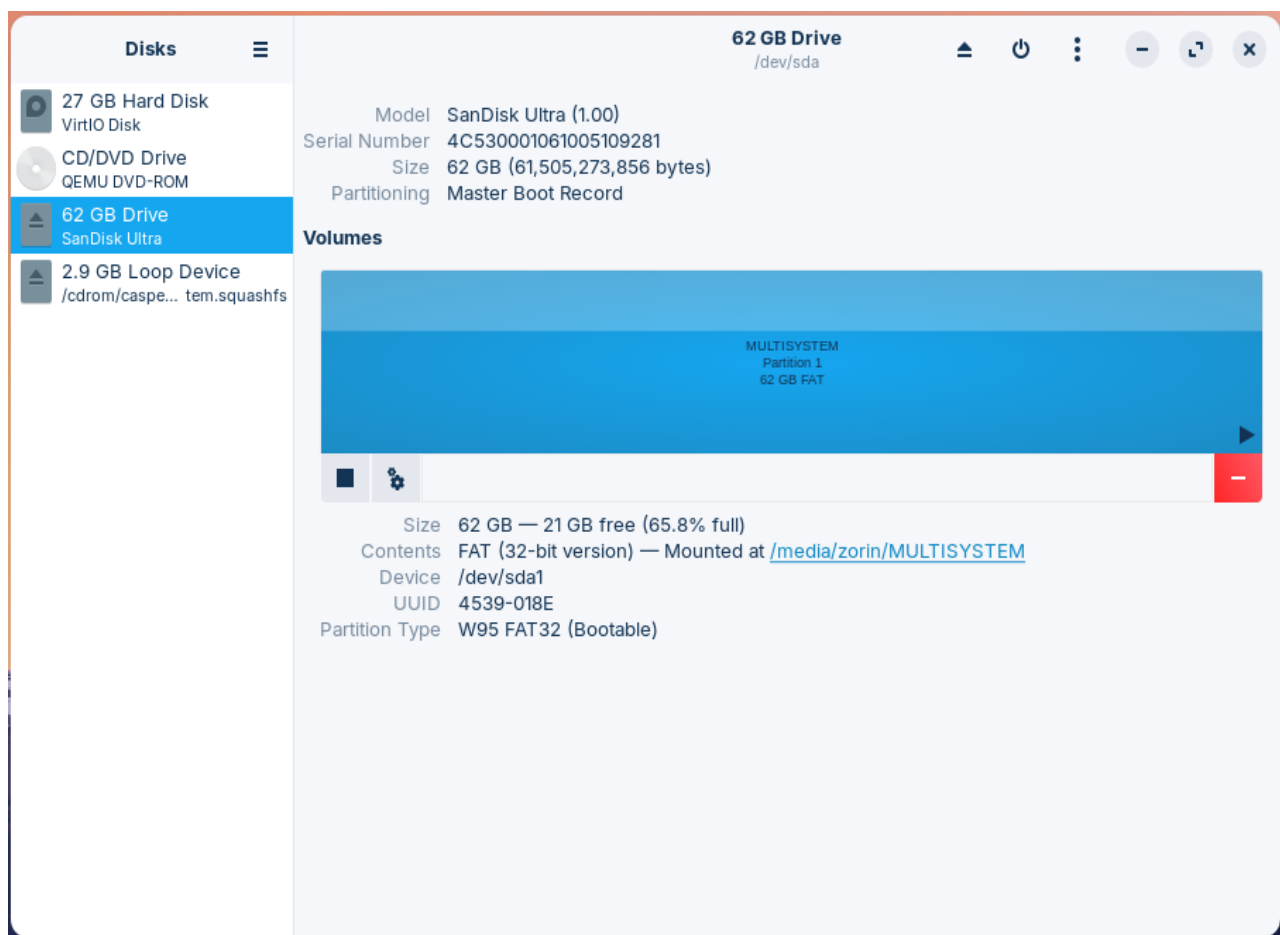 Disks
27 GB Hard Disk
VirtIO Disk
CD/DVD Drive
QEMU DVD-ROM
62 GB Drive
SanDisk Ultra
2.9 GB Loop Device
/cdrom/caspe... tem.squashfs
62 GB Drive
/dev/sda
Model SanDisk Ultra (1.00)
Serial Number 4C530001061005109281
Size 62 GB (61,505,273,856 bytes)
Partitioning Master Boot Record
Volumes
MULTISYSTEM
Partition 1
62 GB FAT
Size 62 GB — 21 GB free (65.8% full)
Contents FAT (32-bit version) — Mounted at /media/zorin/MULTISYSTEM
Device /dev/sda1
UUID 4539-018E
Partition Type W95 FAT32 (Bootable)